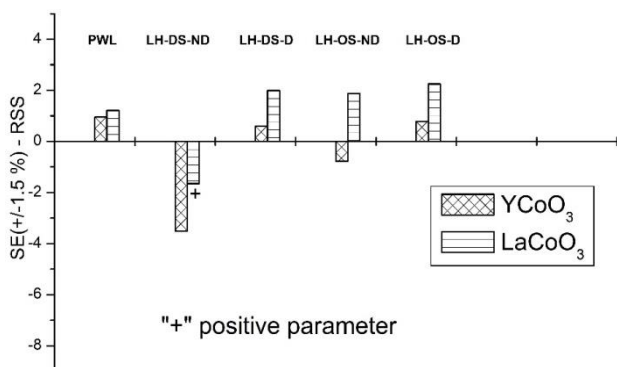 PWL LH-DS-ND LH-DS-D LH-OS-ND LH-OS-D
4
2
0
-2
-4
-6
-8
SE(+/-1.5 %) - RSS
+
YCoO₃
LaCoO₃
"+" positive parameter